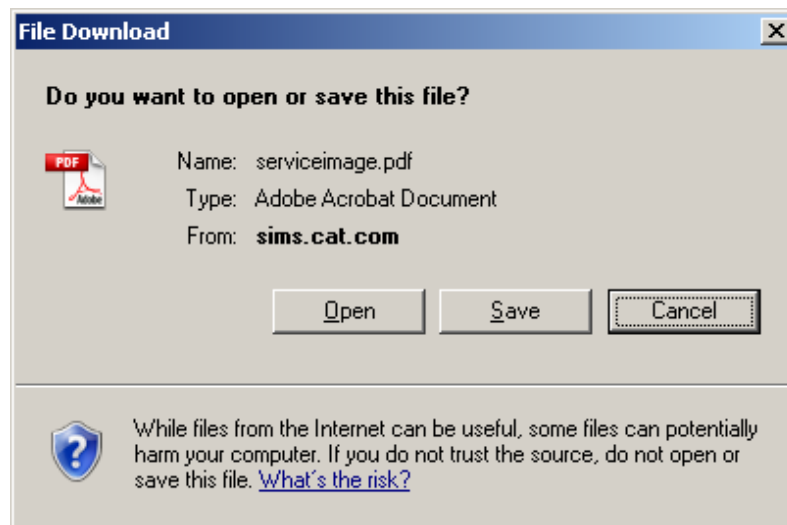 File Download
Do you want to open or save this file?
PDF
Adobe
Name: serviceimage.pdf
Type: Adobe Acrobat Document
From: sims.cat.com
Open Save Cancel
While files from the Internet can be useful, some files can potentially
harm your computer. If you do not trust the source, do not open or
save this file. What's the risk?